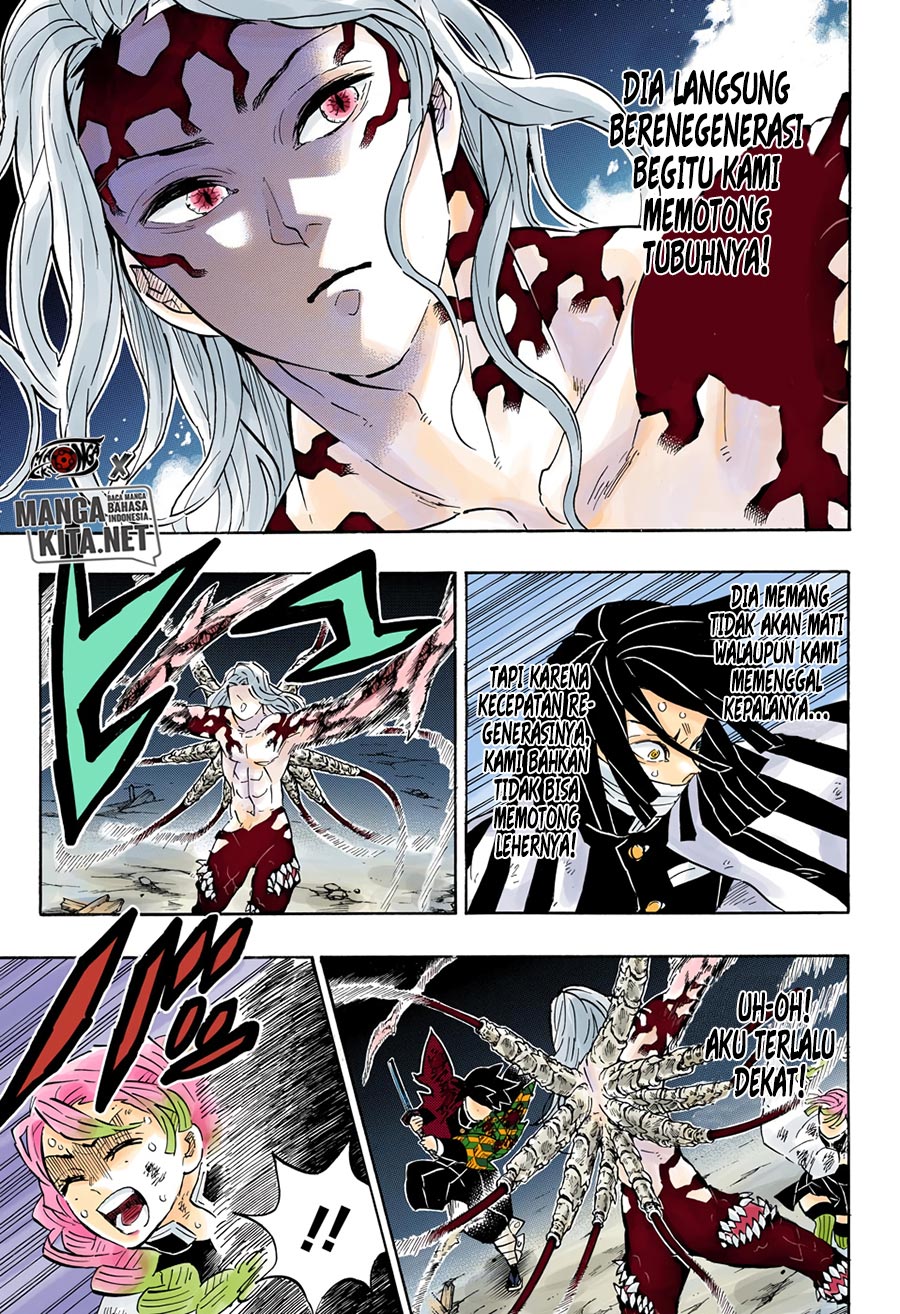 DIA LANGSUNG
BERENEGENERASI
BEGITU KAMI
MEMOTONG
TUBUHNYA!
X
MANGA
BACA MANGA
BAHASA
INDONESIA.
KITA.NET
DIA MEMANG
TIDAK AKAN MATI
WALAUPUN KAMI
MEMENGGAL
KEPALANYA...
TAPI KARENA
KECEPATAN RE-
GENERASINYA,
KAMI BAHKAN
TIDAK BISA
MEMOTONG
LEHERNYA!
ビュ
UH-OH!
AKU TERLALU
DEKAT!
!!